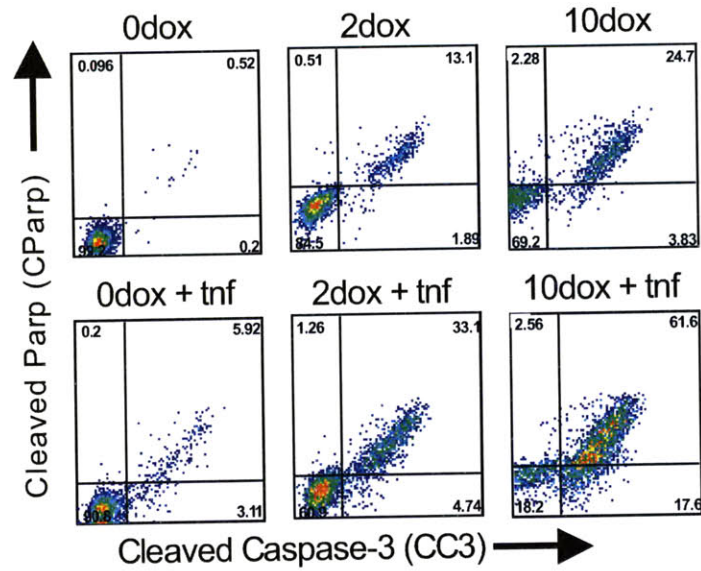 0dox 2dox 10dox
0.096 0.52 0.51 13.1 2.28 24.7
0.2 84.5 1.89 69.2 3.83
0dox + tnf 2dox + tnf 10dox + tnf
0.2 5.92 1.26 33.1 2.56 61.6
90.8 3.11 4.74 18.2 17.6
Cleaved Parp (CParp)
Cleaved Caspase-3 (CC3)